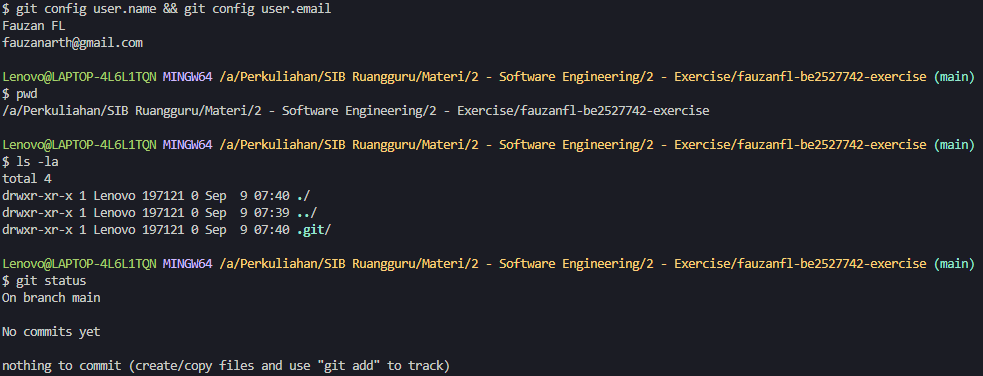 $ git config user.name && git config user.email
Fauzan FL
fauzanarth@gmail.com
Lenovo@LAPTOP-4L6L1TQN MINGW64 /a/Perkuliahan/SIB Ruangguru/Materi/2 - Software Engineering/2 - Exercise/fauzanfl-be2527742-exercise (main)
$ pwd
/a/Perkuliahan/SIB Ruangguru/Materi/2 - Software Engineering/2 - Exercise/fauzanfl-be2527742-exercise
Lenovo@LAPTOP-4L6L1TQN MINGW64 /a/Perkuliahan/SIB Ruangguru/Materi/2 - Software Engineering/2 - Exercise/fauzanfl-be2527742-exercise (main)
$ ls -la
total 4
drwxr-xr-x 1 Lenovo 197121 0 Sep  9 07:40 ./
drwxr-xr-x 1 Lenovo 197121 0 Sep  9 07:39 ../
drwxr-xr-x 1 Lenovo 197121 0 Sep  9 07:40 .git/
Lenovo@LAPTOP-4L6L1TQN MINGW64 /a/Perkuliahan/SIB Ruangguru/Materi/2 - Software Engineering/2 - Exercise/fauzanfl-be2527742-exercise (main)
$ git status
On branch main
No commits yet
nothing to commit (create/copy files and use "git add" to track)